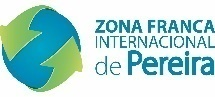 ZONA FRANCA
INTERNACIONAL
de Pereira